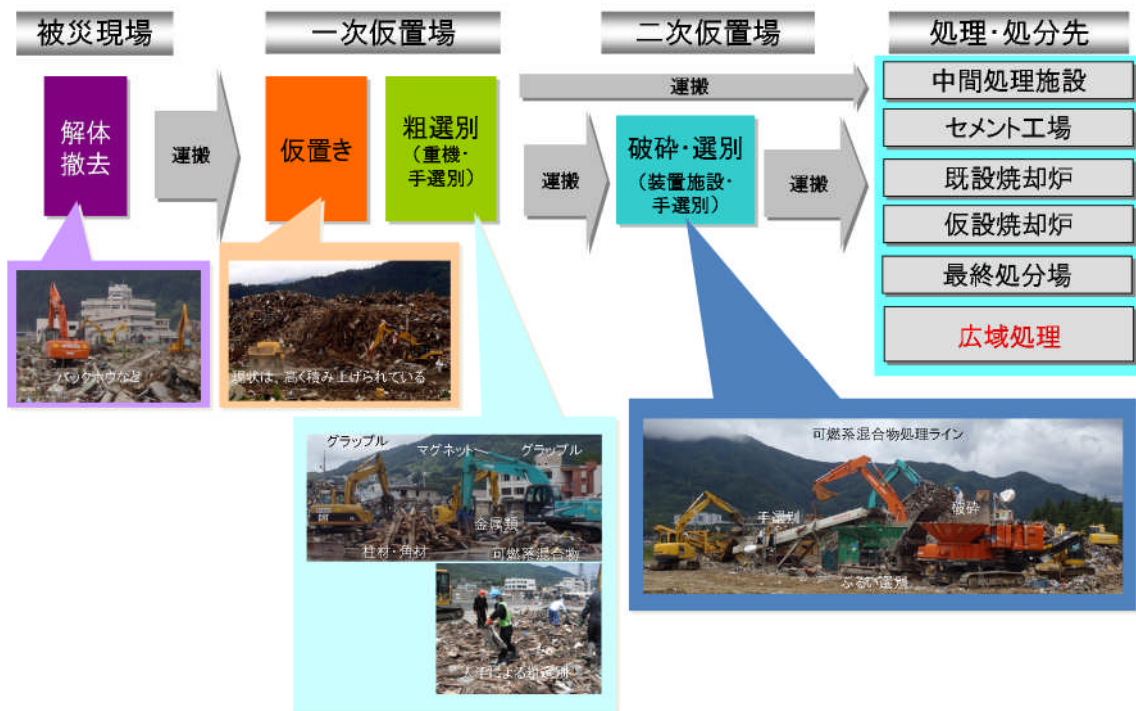 被災現場
一次仮置場
二次仮置場
処理・処分先
解体
撤去
運搬
仮置き
粗選別
（重機・
手選別）
運搬
運搬
破砕・選別
（装置施設・
手選別）
運搬
中間処理施設
セメント工場
既設焼却炉
仮設焼却炉
最終処分場
広域処理
バックホウなど
現状は、高く積み上げられている
グラップル
マグネット
グラップル
金属類
柱材・角材
可燃系混合物
人手による粗選別
可燃系混合物処理ライン
手選別
破砕
ふるい選別